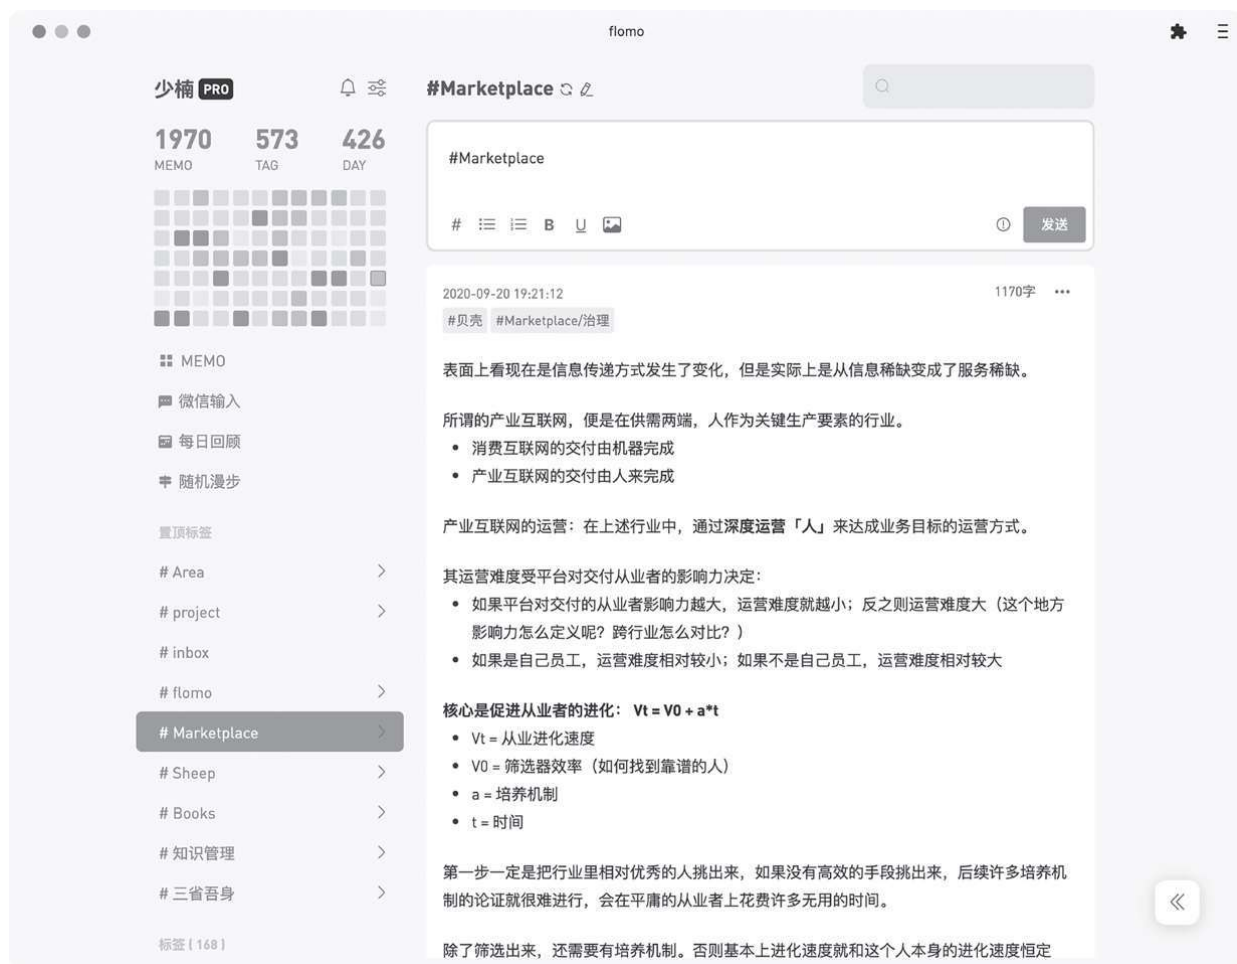 flomo
少楠 PRO
1970 573 426
MEMO TAG DAY
MEMO
微信输入
每日回顾
随机漫步
置顶标签
# Area
# project
# inbox
# flomo
# Marketplace
# Sheep
# Books
# 知识管理
# 三省吾身
标签 ( 168 )
#Marketplace
#Marketplace
# B U
发送
2020-09-20 19:21:12 1170字
#贝壳 #Marketplace/治理
表面上看现在是信息传递方式发生了变化，但是实际上是从信息稀缺变成了服务稀缺。
所谓的产业互联网，便是在供需两端，人作为关键生产要素的行业。
• 消费互联网的交付由机器完成
• 产业互联网的交付由人来完成
产业互联网的运营：在上述行业中，通过深度运营「人」来达成业务目标的运营方式。
其运营难度受平台对交付从业者的影响力决定：
• 如果平台对交付的从业者影响力越大，运营难度就越小；反之则运营难度大（这个地方
影响力怎么定义呢？跨行业怎么对比？）
• 如果是自己员工，运营难度相对较小；如果不是自己员工，运营难度相对较大
核心是促进从业者的进化： Vt = V0 + a*t
• Vt = 从业进化速度
• V0 = 筛选器效率（如何找到靠谱的人）
• a = 培养机制
• t = 时间
第一步一定是把行业里相对优秀的人挑出来，如果没有高效的手段挑出来，后续许多培养机
制的论证就很难进行，会在平庸的从业者上花费许多无用的时间。
除了筛选出来，还需要有培养机制。否则基本上进化速度就和这个人本身的进化速度恒定